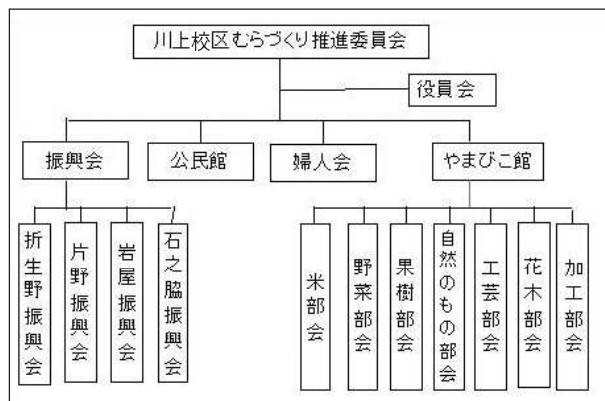 川上校区むらづくり推進委員会
役員会
振興会
公民館
婦人会
やまびこ館
折生野振興会
片野振興会
岩屋振興会
石之脇振興会
米部会
野菜部会
果樹部会
自然のもの部会
工芸部会
花木部会
加工部会